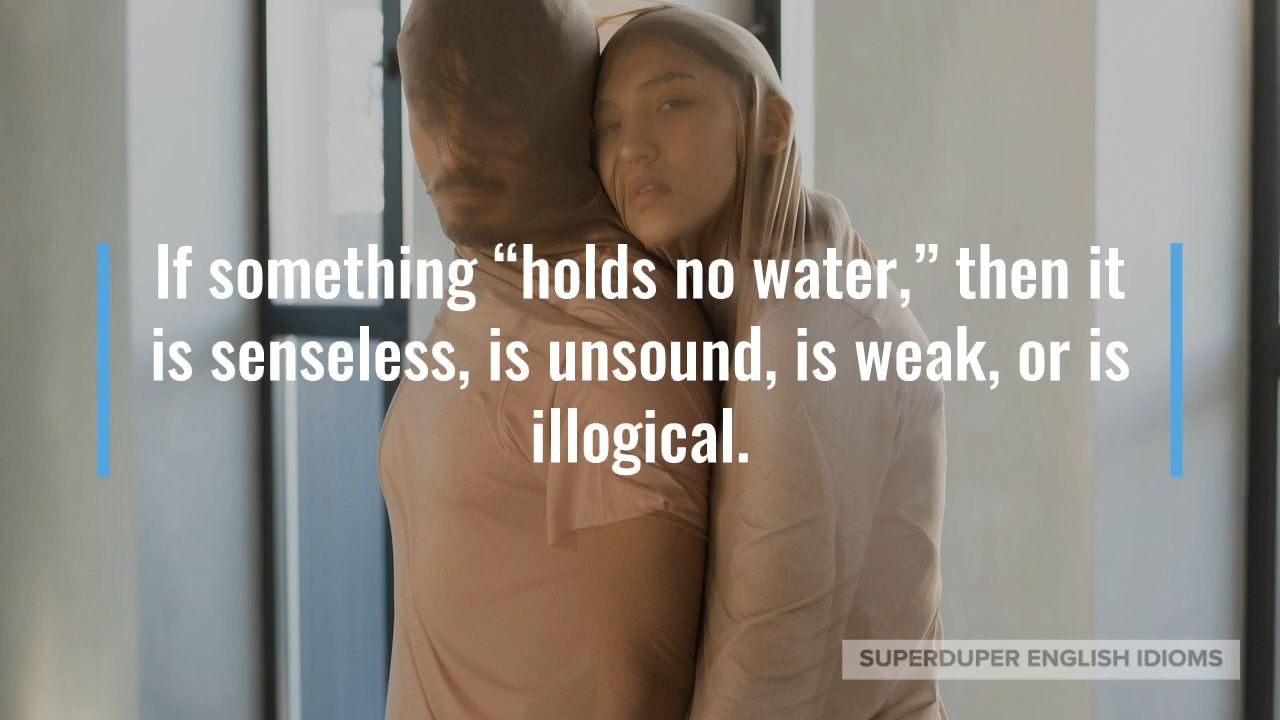 If something “holds no water,” then it
is senseless, is unsound, is weak, or is
illogical.
SUPERDUPER ENGLISH IDIOMS